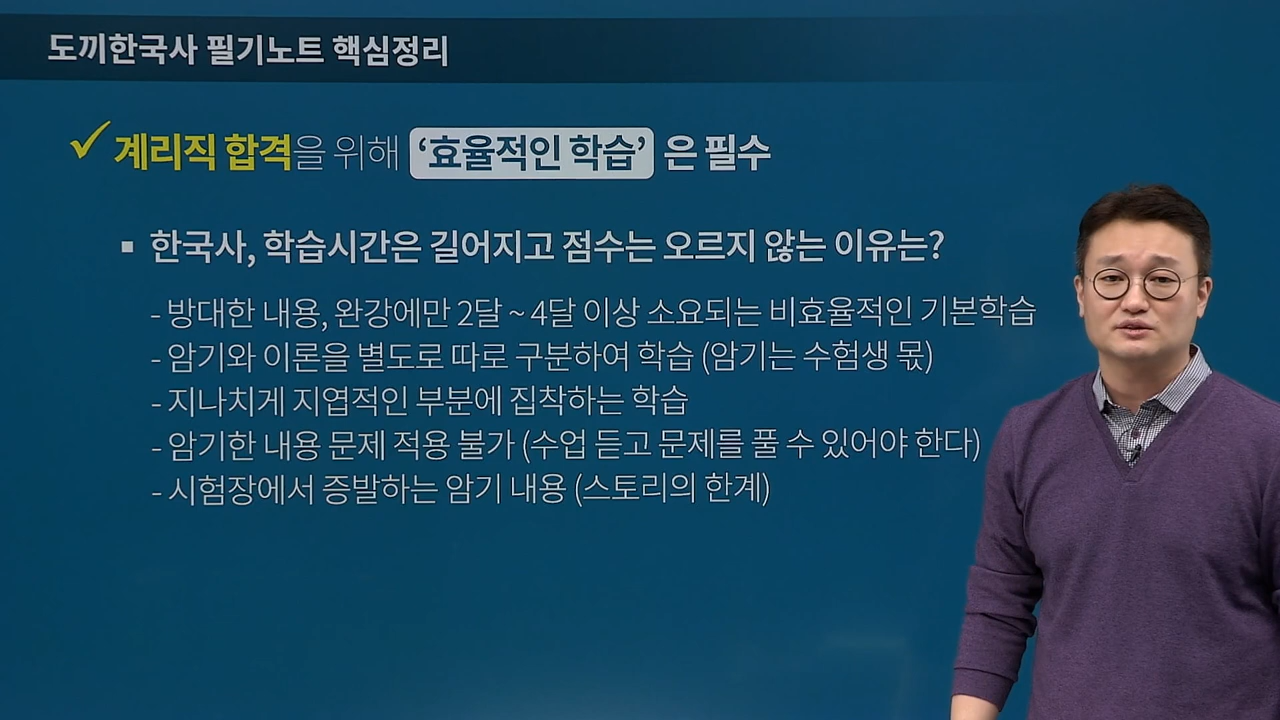 도끼한국사 필기노트 핵심정리
✓ 계리직 합격을 위해 ‘효율적인 학습’ 은 필수
▪ 한국사, 학습시간은 길어지고 점수는 오르지 않는 이유는?
- 방대한 내용, 완강에만 2달 ~ 4달 이상 소요되는 비효율적인 기본학습
- 암기와 이론을 별도로 따로 구분하여 학습 (암기는 수험생 몫)
- 지나치게 지엽적인 부분에 집착하는 학습
- 암기한 내용 문제 적용 불가 (수업 듣고 문제를 풀 수 있어야 한다)
- 시험장에서 증발하는 암기 내용 (스토리의 한계)